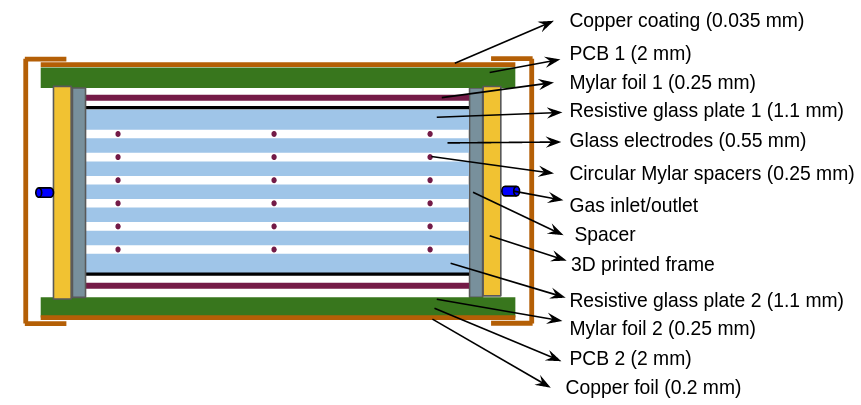 Copper coating (0.035 mm)
PCB 1 (2 mm)
Mylar foil 1 (0.25 mm)
Resistive glass plate 1 (1.1 mm)
Glass electrodes (0.55 mm)
Circular Mylar spacers (0.25 mm)
Gas inlet/outlet
Spacer
3D printed frame
Resistive glass plate 2 (1.1 mm)
Mylar foil 2 (0.25 mm)
PCB 2 (2 mm)
Copper foil (0.2 mm)